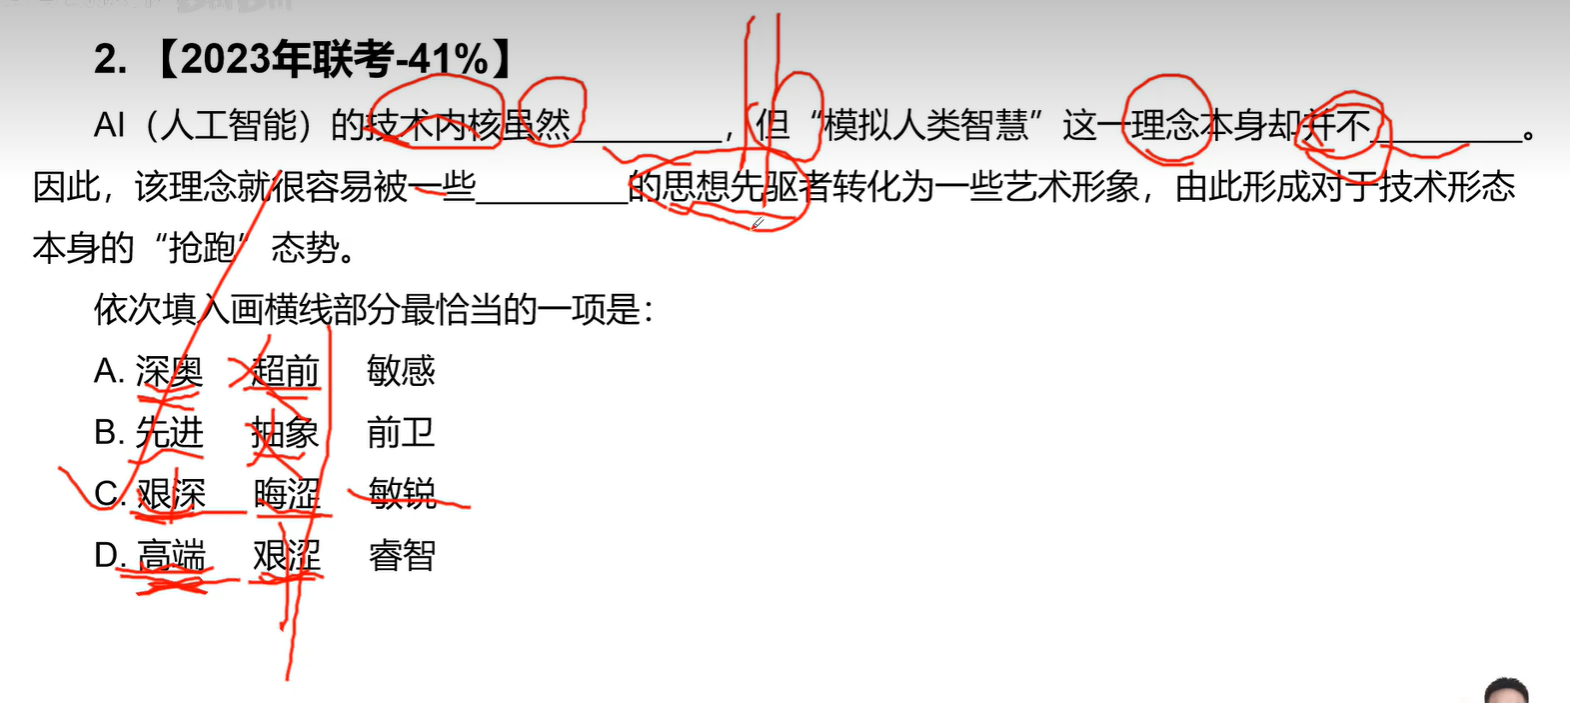 2. 【2023年联考-41%】
AI（人工智能）的技术内核虽然________，但“模拟人类智慧”这一理念本身却并不________。
因此，该理念就很容易被一些________的思想先驱者转化为一些艺术形象，由此形成对于技术形态
本身的“抢跑”态势。
依次填入画横线部分最恰当的一项是：
A. 深奥 超前 敏感
B. 先进 抽象 前卫
C. 艰深 晦涩 敏锐
D. 高端 艰涩 睿智